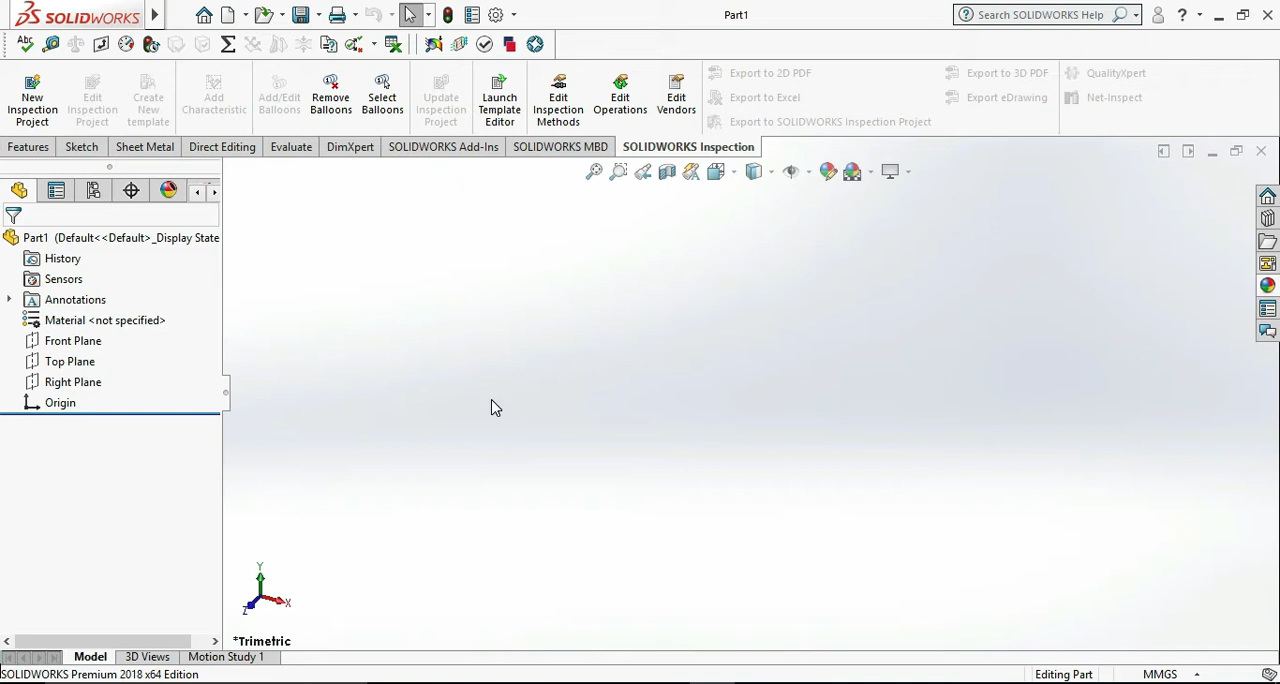 SOLIDWORKS
Part1
Search SOLIDWORKS Help
?
Abc
New Inspection Project
Edit Inspection Project
Create New template
Add Characteristic
Add/Edit Balloons
Remove Balloons
Select Balloons
Update Inspection Project
Launch Template Editor
Edit Inspection Methods
Edit Operations
Edit Vendors
Export to 2D PDF
Export to Excel
Export to SOLIDWORKS Inspection Project
Export to 3D PDF
Export eDrawing
QualityXpert
Net-Inspect
Features
Sketch
Sheet Metal
Direct Editing
Evaluate
DimXpert
SOLIDWORKS Add-Ins
SOLIDWORKS MBD
SOLIDWORKS Inspection
Part1 (Default<<Default>_Display State
History
Sensors
Annotations
Material <not specified>
Front Plane
Top Plane
Right Plane
Origin
Y
X
Z
*Trimetric
Model
3D Views
Motion Study 1
SOLIDWORKS Premium 2018 x64 Edition
Editing Part
MMGS